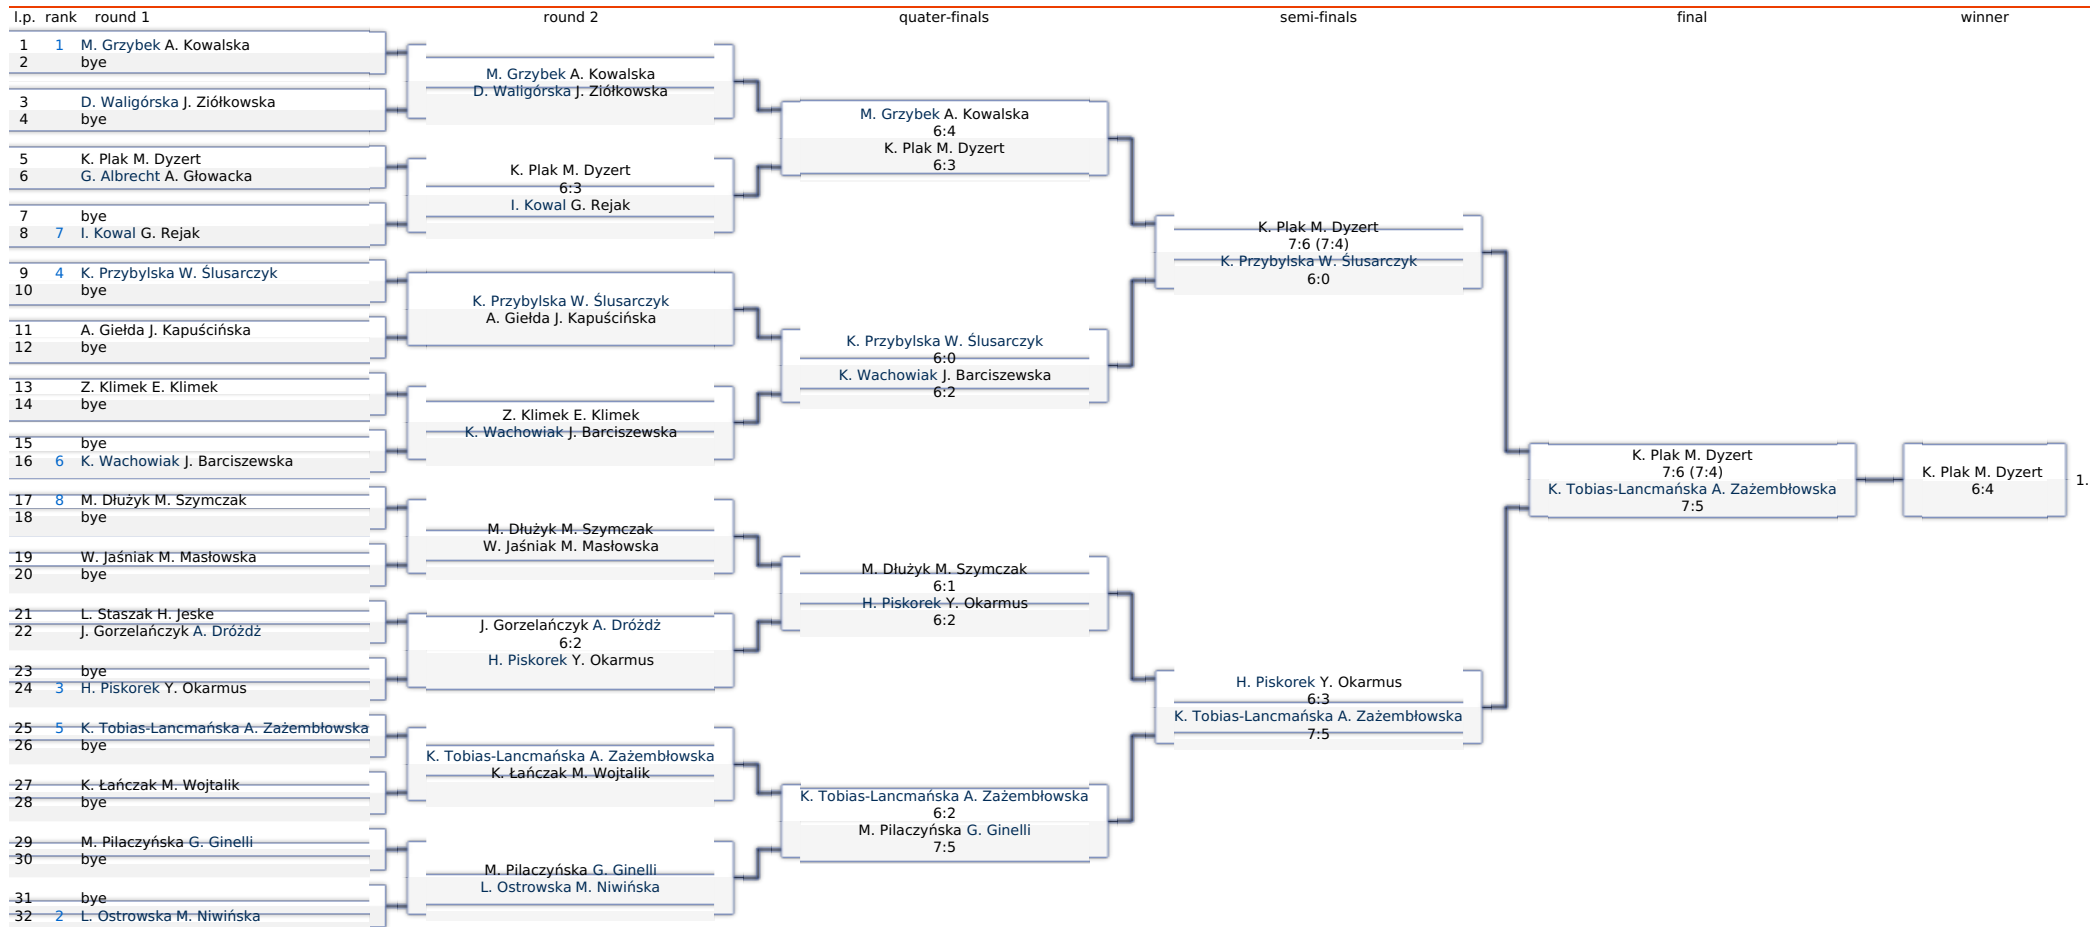 l.p. rank round 1 round 2 quater-finals semi-finals final winner
1 1 M. Grzybek A. Kowalska
2 bye
3 D. Waligórska J. Ziółkowska
4 bye
5 K. Plak M. Dyzert
6 G. Albrecht A. Głowacka
7 bye
8 7 I. Kowal G. Rejak
9 4 K. Przybylska W. Ślusarczyk
10 bye
11 A. Giełda J. Kapuścińska
12 bye
13 Z. Klimek E. Klimek
14 bye
15 bye
16 6 K. Wachowiak J. Barciszewska
17 8 M. Dłużyk M. Szymczak
18 bye
19 W. Jaśniak M. Masłowska
20 bye
21 L. Staszak H. Jeske
22 J. Gorzelańczyk A. Dróżdż
23 bye
24 3 H. Piskorek Y. Okarmus
25 5 K. Tobias-Lancmańska A. Zażembłowska
26 bye
27 K. Łańczak M. Wojtalik
28 bye
29 M. Pilaczyńska G. Ginelli
30 bye
31 bye
32 2 L. Ostrowska M. Niwińska
M. Grzybek A. Kowalska
D. Waligórska J. Ziółkowska
K. Plak M. Dyzert
6:3
I. Kowal G. Rejak
K. Przybylska W. Ślusarczyk
A. Giełda J. Kapuścińska
Z. Klimek E. Klimek
K. Wachowiak J. Barciszewska
M. Dłużyk M. Szymczak
W. Jaśniak M. Masłowska
J. Gorzelańczyk A. Dróżdż
6:2
H. Piskorek Y. Okarmus
K. Tobias-Lancmańska A. Zażembłowska
K. Łańczak M. Wojtalik
M. Pilaczyńska G. Ginelli
L. Ostrowska M. Niwińska
M. Grzybek A. Kowalska
6:4
K. Plak M. Dyzert
6:3
K. Przybylska W. Ślusarczyk
6:0
K. Wachowiak J. Barciszewska
6:2
M. Dłużyk M. Szymczak
6:1
H. Piskorek Y. Okarmus
6:2
K. Tobias-Lancmańska A. Zażembłowska
6:2
M. Pilaczyńska G. Ginelli
7:5
K. Plak M. Dyzert
7:6 (7:4)
K. Przybylska W. Ślusarczyk
6:0
H. Piskorek Y. Okarmus
6:3
K. Tobias-Lancmańska A. Zażembłowska
7:5
K. Plak M. Dyzert
7:6 (7:4)
K. Tobias-Lancmańska A. Zażembłowska
7:5
K. Plak M. Dyzert
6:4
1.